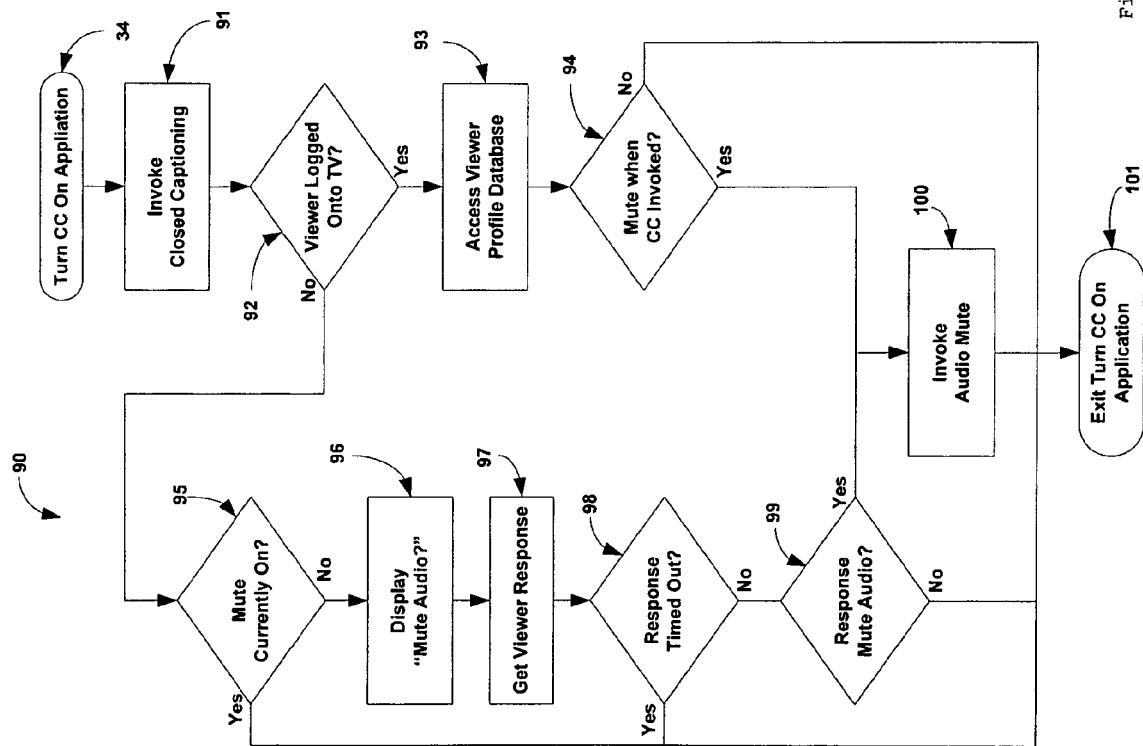 90
Turn CC On Appliation
34
Invoke
Closed Captioning
91
Viewer Logged
Onto TV?
92
No
Yes
Access Viewer
Profile Database
93
Mute when
CC Invoked?
94
No
Yes
Mute
Currently On?
95
Yes
No
Display
“Mute Audio?”
96
Get Viewer Response
97
Response
Timed Out?
98
Yes
No
Response
Mute Audio?
99
Yes
No
Invoke
Audio Mute
100
Exit Turn CC On
Application
101